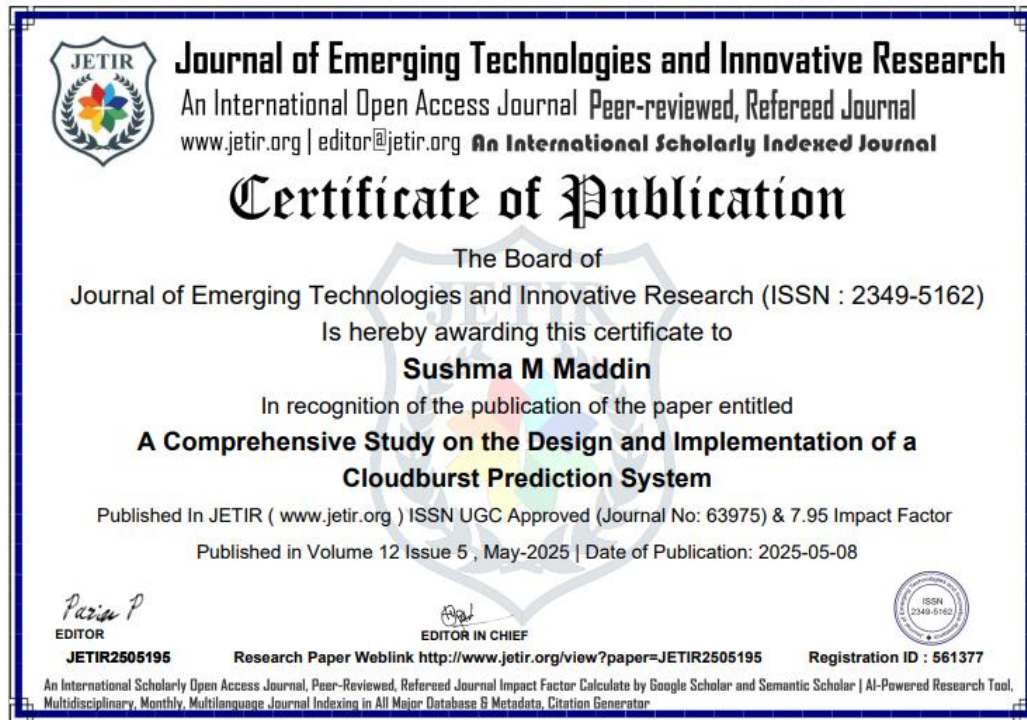 JETIR
Journal of Emerging Technologies and Innovative Research
An International Open Access Journal Peer-reviewed, Refereed Journal
www.jetir.org | editor@jetir.org An International Scholarly Indexed Journal
Certificate of Publication
The Board of
Journal of Emerging Technologies and Innovative Research (ISSN : 2349-5162)
Is hereby awarding this certificate to
Sushma M Maddin
In recognition of the publication of the paper entitled
A Comprehensive Study on the Design and Implementation of a
Cloudburst Prediction System
Published In JETIR ( www.jetir.org ) ISSN UGC Approved (Journal No: 63975) & 7.95 Impact Factor
Published in Volume 12 Issue 5 , May-2025 | Date of Publication: 2025-05-08
EDITOR
EDITOR IN CHIEF
ISSN
2349-5162
JETIR2505195 Research Paper Weblink http://www.jetir.org/view?paper=JETIR2505195 Registration ID : 561377
An International Scholarly Open Access Journal, Peer-Reviewed, Refereed Journal Impact Factor Calculate by Google Scholar and Semantic Scholar | AI-Powered Research Tool,
Multidisciplinary, Monthly, Multilanguage Journal Indexing in All Major Database & Metadata, Citation Generator